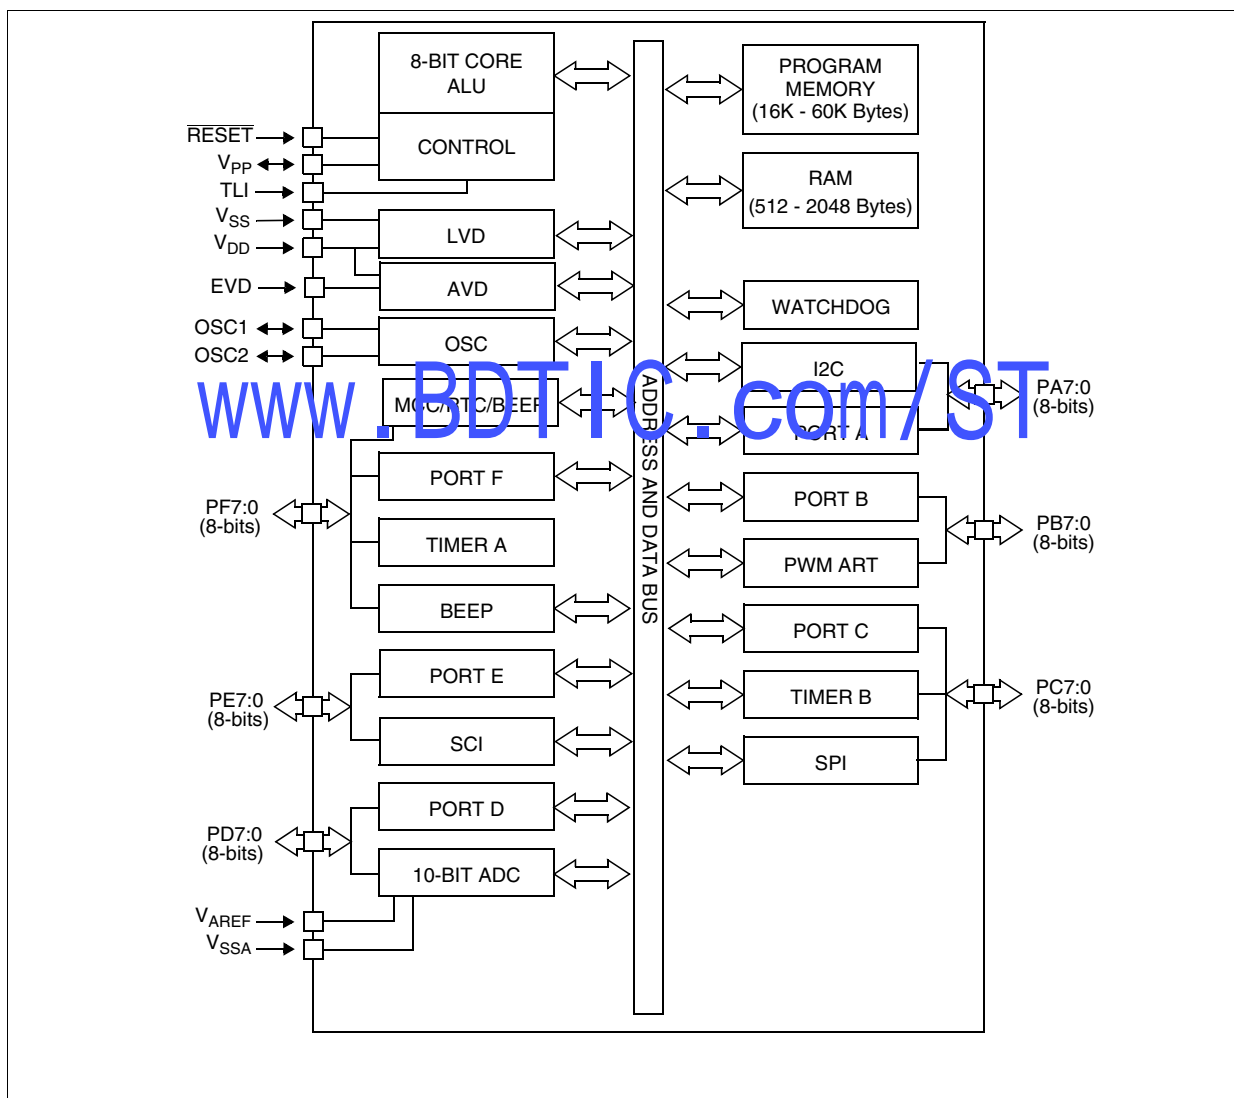 8-BIT CORE
ALU
CONTROL
RESET
VPP
TLI
VSS
VDD
EVD
OSC1
OSC2
LVD
AVD
OSC
MCC/RTC/BEEP
PORT F
TIMER A
BEEP
PF7:0
(8-bits)
PORT E
SCI
PE7:0
(8-bits)
PORT D
10-BIT ADC
PD7:0
(8-bits)
VAREF
VSSA
ADDRESS AND DATA BUS
PROGRAM
MEMORY
(16K - 60K Bytes)
RAM
(512 - 2048 Bytes)
WATCHDOG
I2C
PORT A
PA7:0
(8-bits)
PORT B
PWM ART
PB7:0
(8-bits)
PORT C
TIMER B
SPI
PC7:0
(8-bits)
www.BDTIC.com/ST